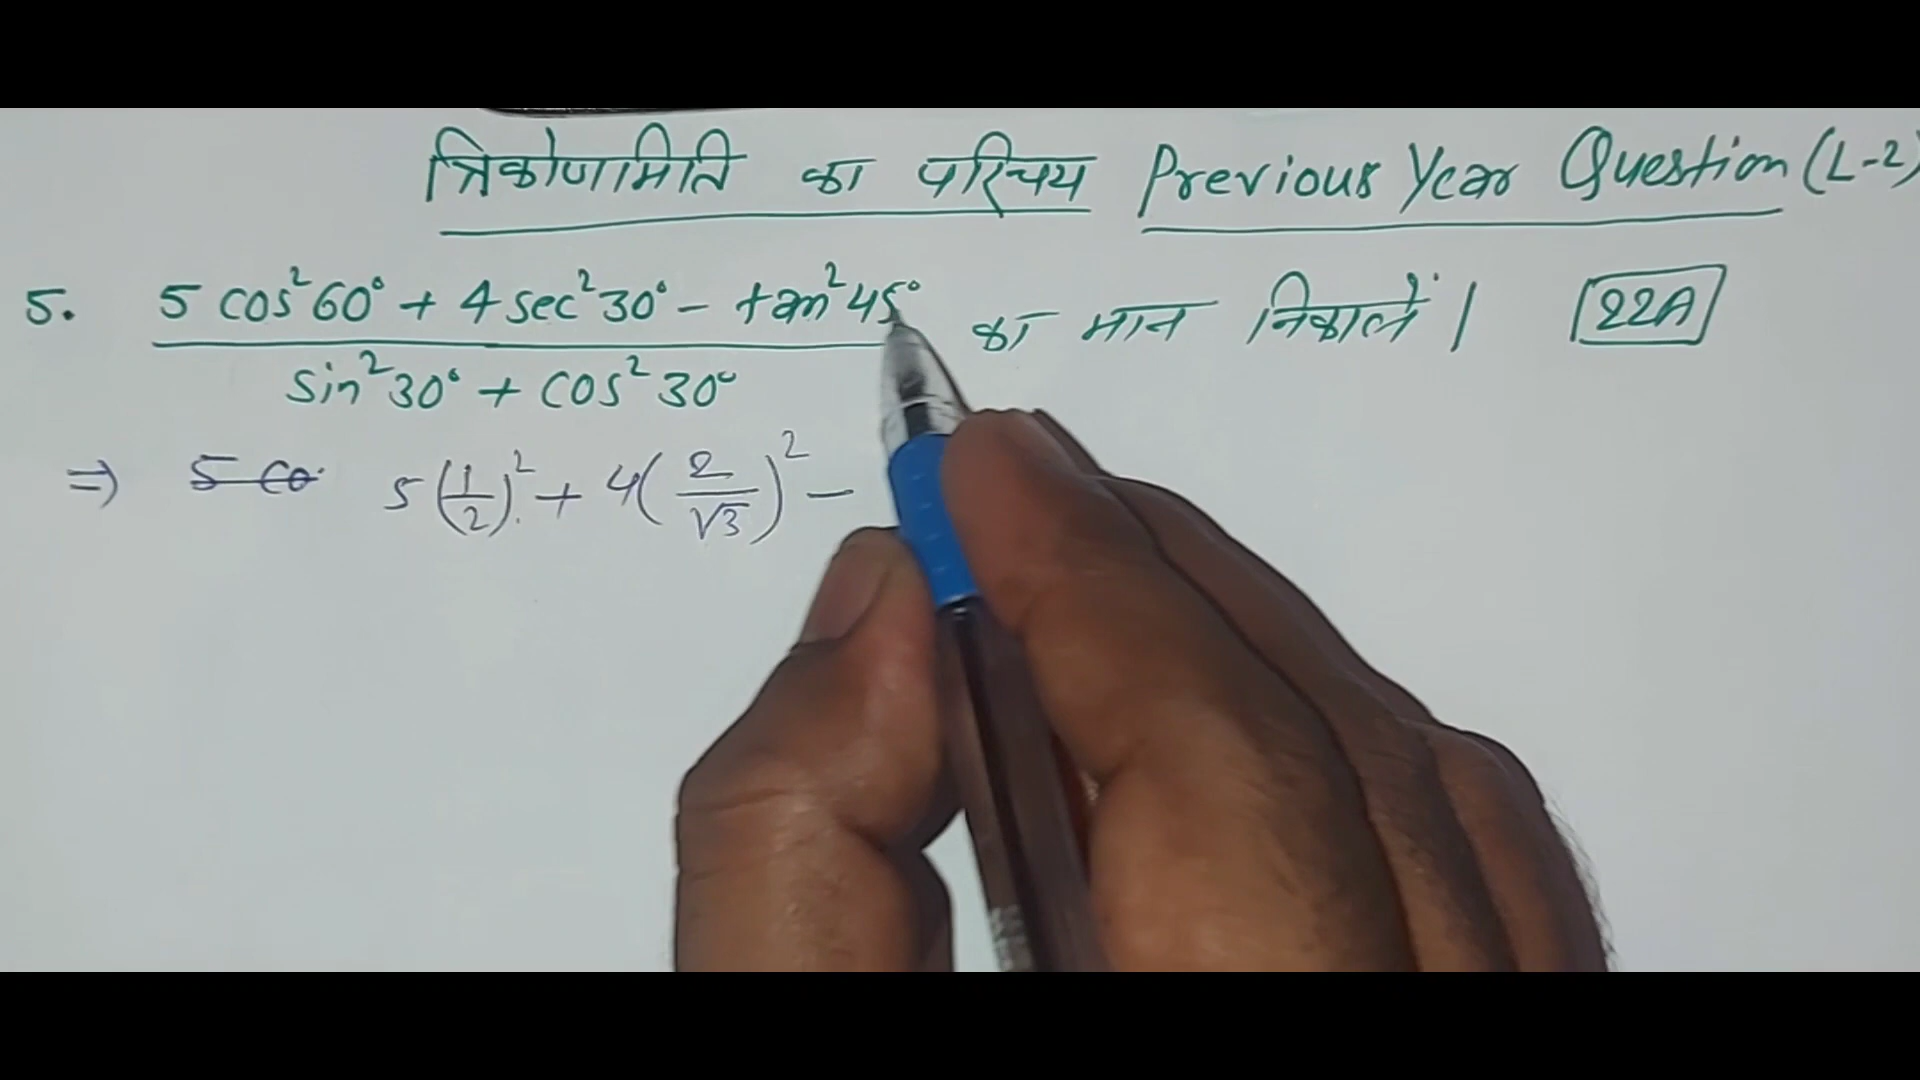 त्रिकोणामिति का परिचय Previous Year Question (L-2)
5. 5 cos²60° + 4 sec²30° - tan²45° का मान निकालें। 22A
sin²30° + cos²30°
⇒ 5 co 5(1/2)² + 4(2/√3)² -